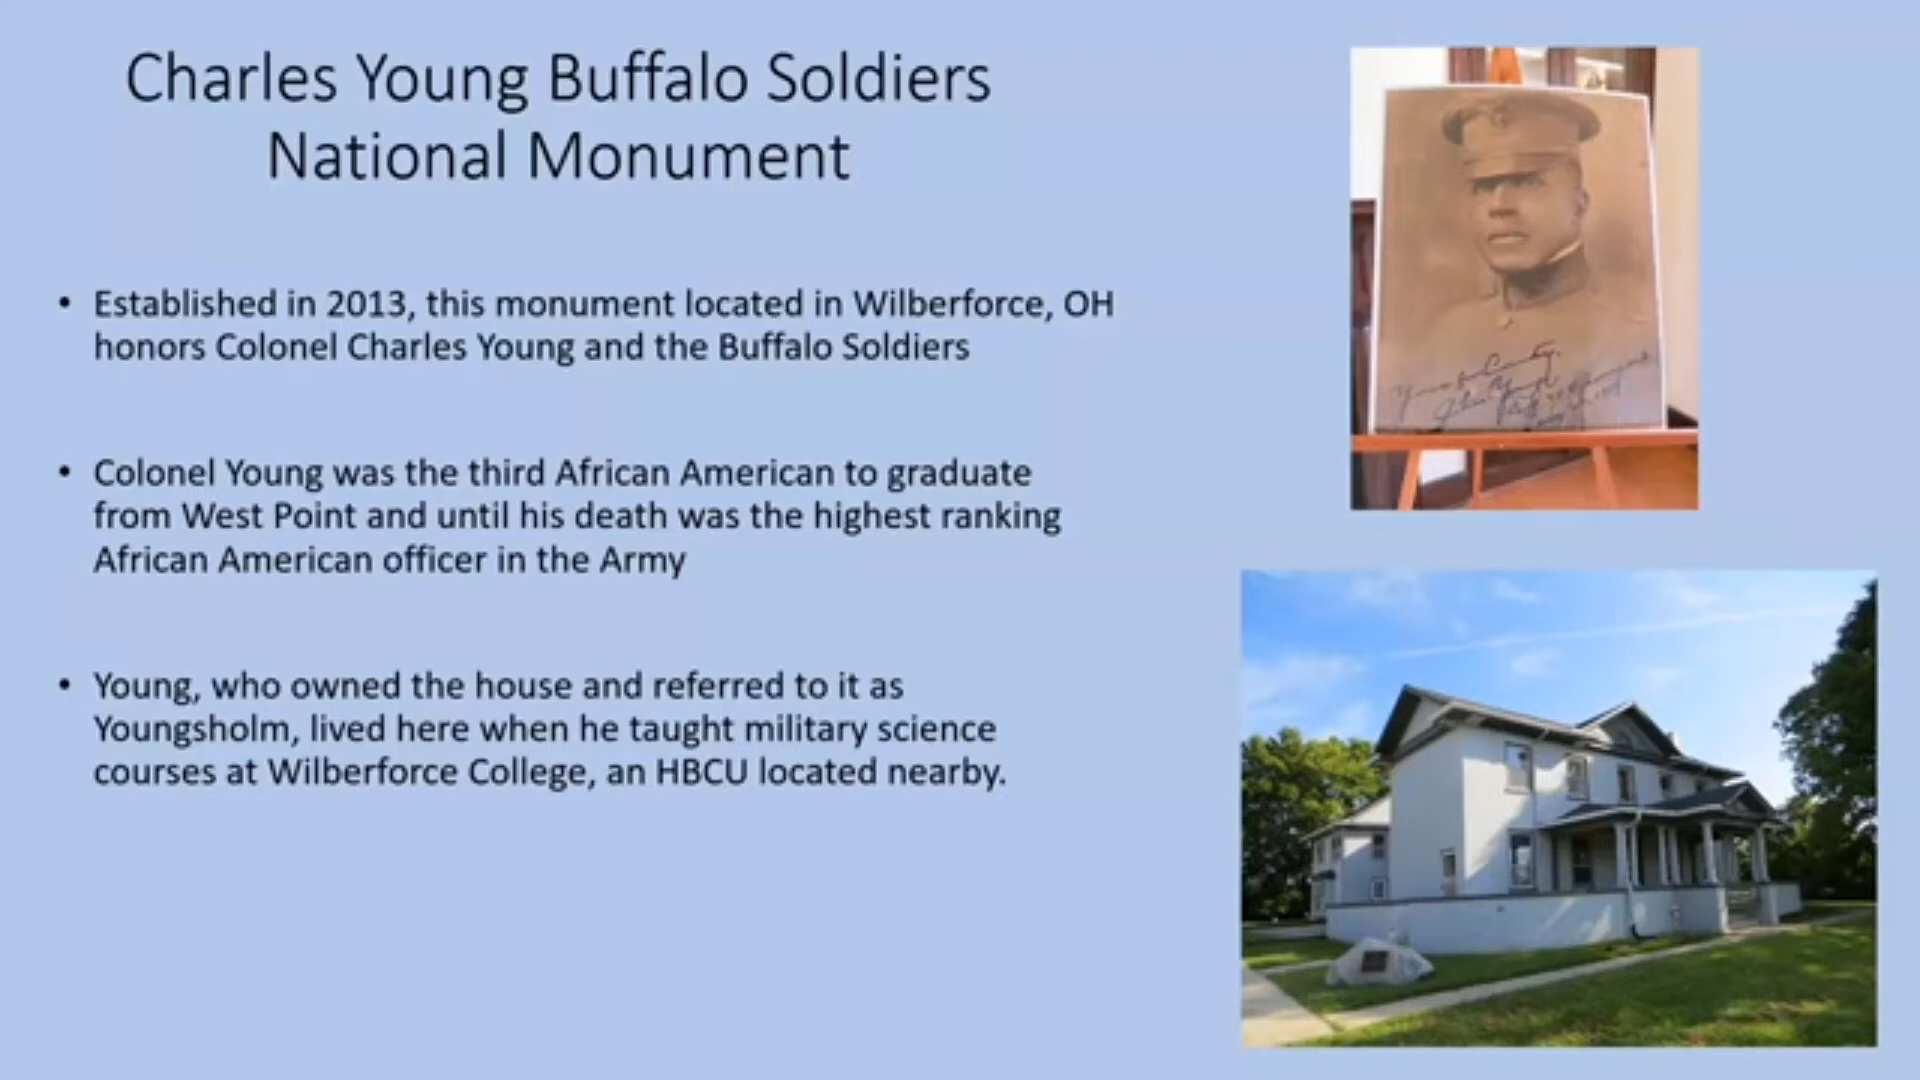 Charles Young Buffalo Soldiers
National Monument
• Established in 2013, this monument located in Wilberforce, OH
honors Colonel Charles Young and the Buffalo Soldiers
• Colonel Young was the third African American to graduate
from West Point and until his death was the highest ranking
African American officer in the Army
• Young, who owned the house and referred to it as
Youngsholm, lived here when he taught military science
courses at Wilberforce College, an HBCU located nearby.